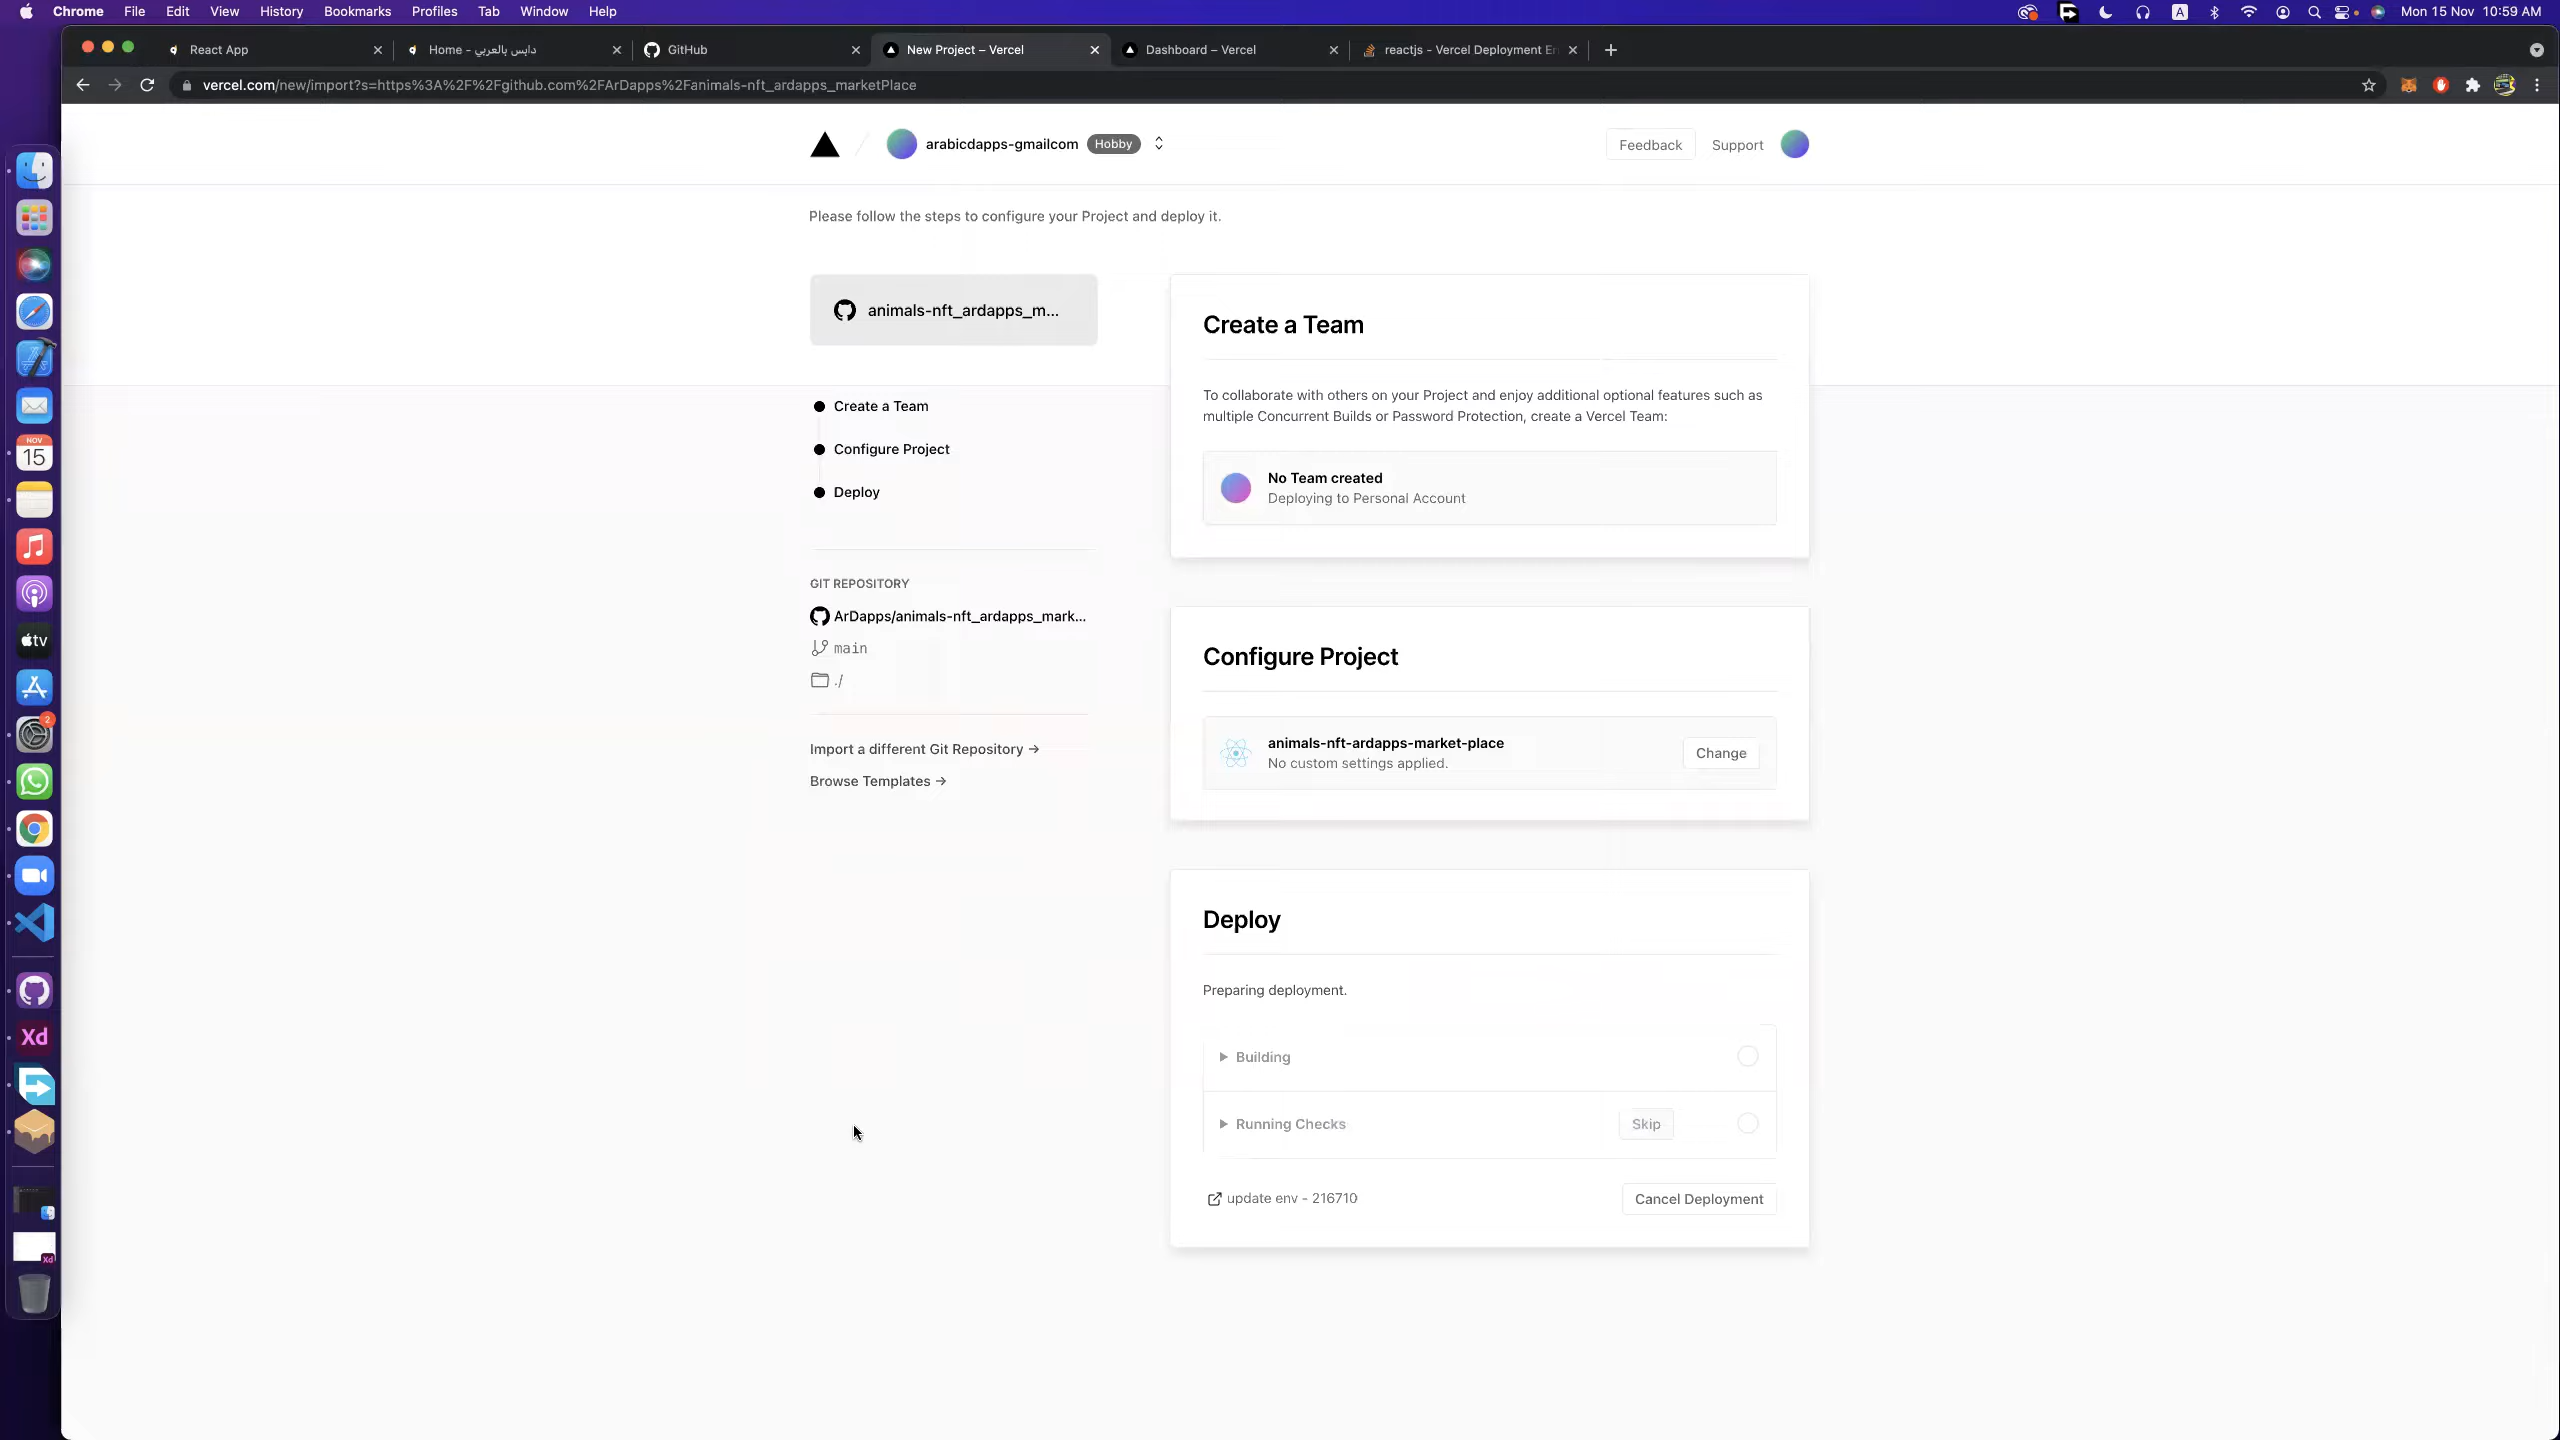 Chrome File Edit View History Bookmarks Profiles Tab Window Help
A
Mon 15 Nov 10:59 AM
React App
Home - دابس بالعربي
GitHub
New Project – Vercel
Dashboard – Vercel
reactjs - Vercel Deployment Er
vercel.com/new/import?s=https%3A%2F%2Fgithub.com%2FArDapps%2Fanimals-nft_ardapps_marketPlace
arabicdapps-gmailcom Hobby
Feedback Support
Please follow the steps to configure your Project and deploy it.
animals-nft_ardapps_m...
Create a Team
Configure Project
Deploy
GIT REPOSITORY
ArDapps/animals-nft_ardapps_mark...
main
./
Import a different Git Repository →
Browse Templates →
Create a Team
To collaborate with others on your Project and enjoy additional optional features such as
multiple Concurrent Builds or Password Protection, create a Vercel Team:
No Team created
Deploying to Personal Account
Configure Project
animals-nft-ardapps-market-place
No custom settings applied.
Change
Deploy
Preparing deployment.
Building
Running Checks
Skip
update env - 216710
Cancel Deployment
NOV
15
tv
2
Xd
Xd